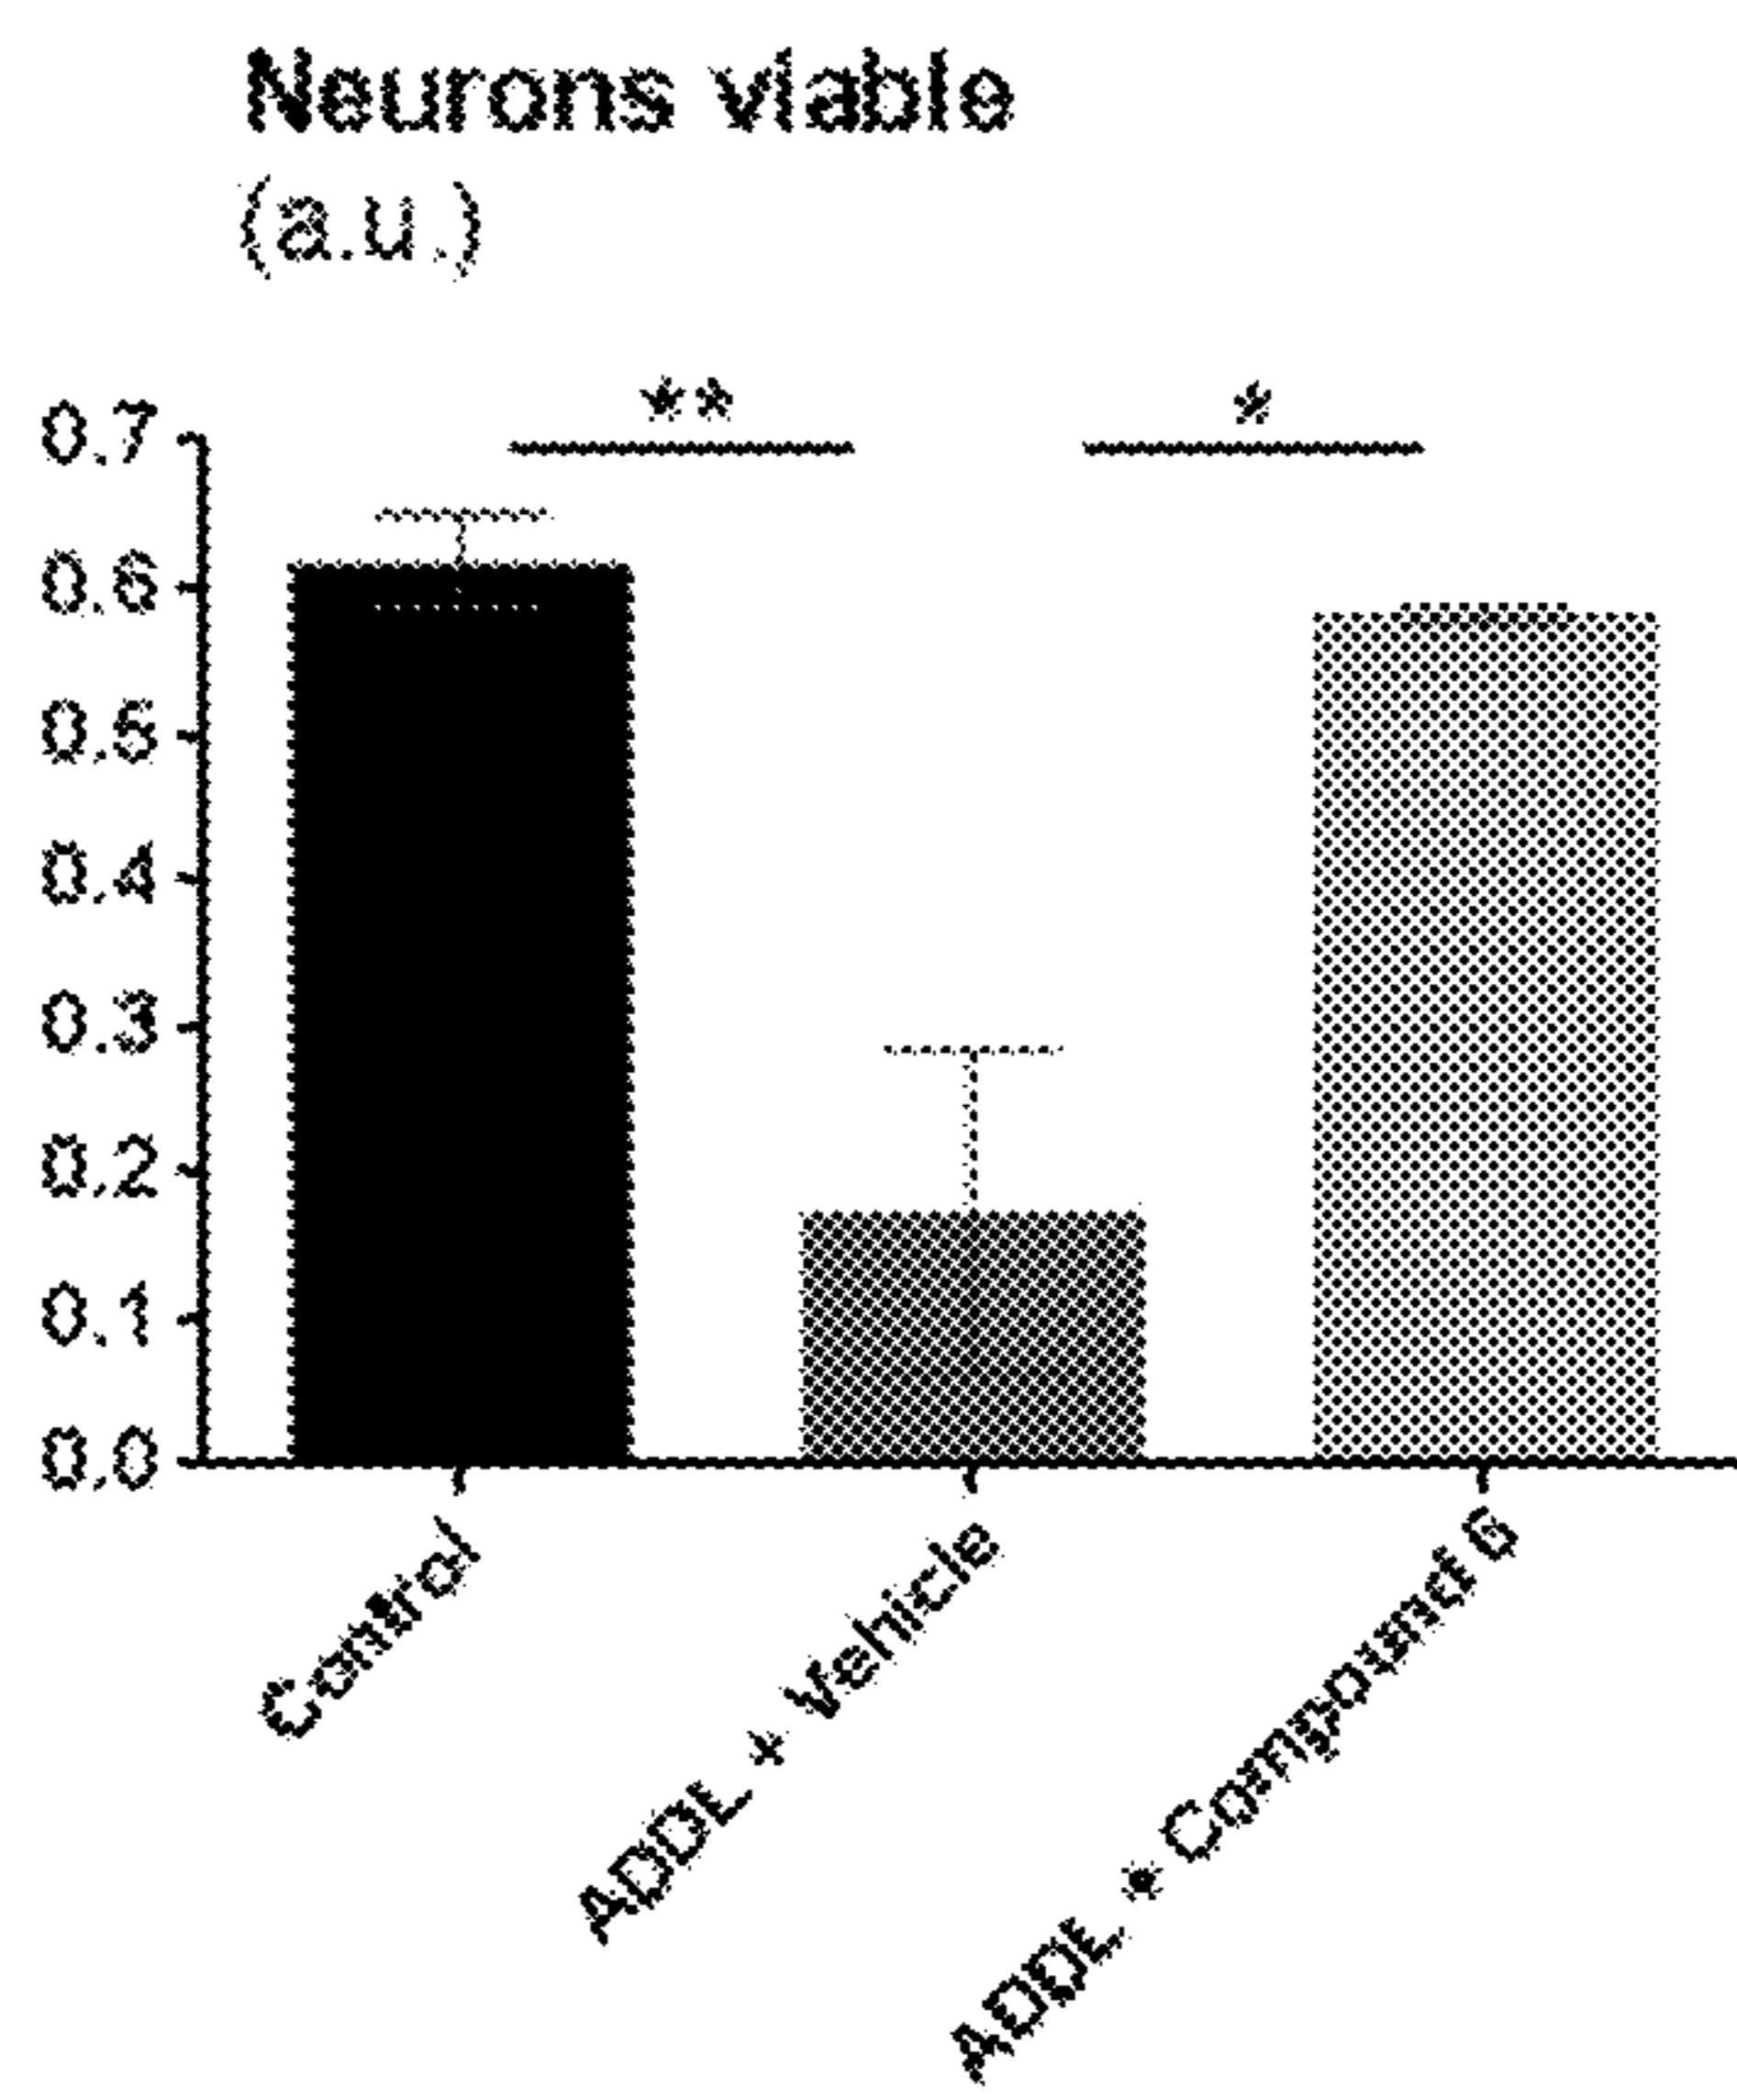 Neurons viable
(a.u.)
** *
0.7
0.6
0.5
0.4
0.3
0.2
0.1
0.0
Control
ADDL + Vehicle
ADDL + Compound 6